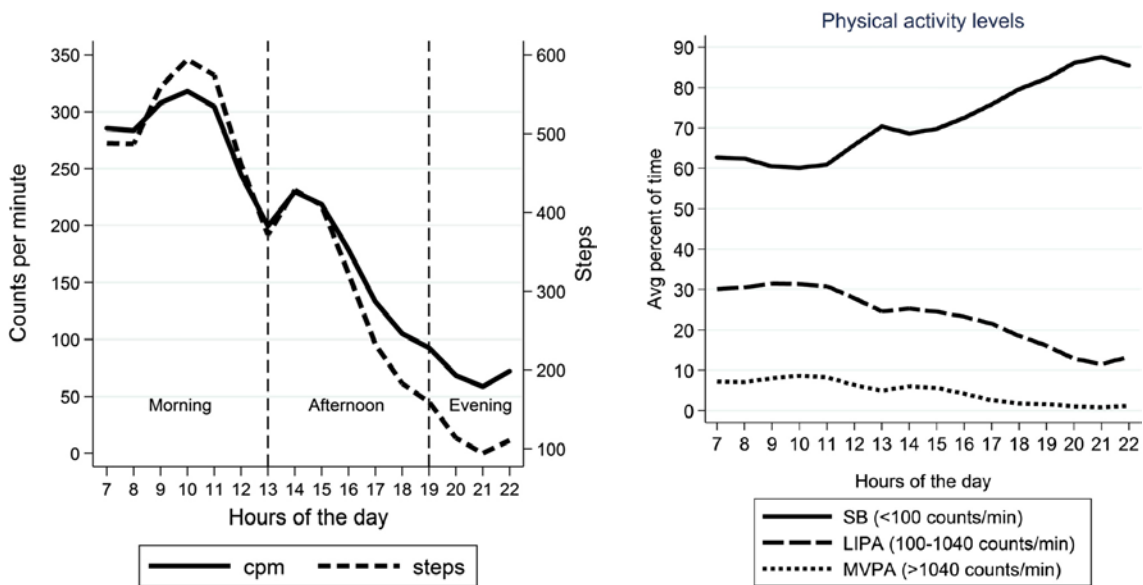 350
300
250
200
150
100
50
0
Counts per minute
600
500
400
300
200
100
Steps
Morning
Afternoon
Evening
7 8 9 10 11 12 13 14 15 16 17 18 19 20 21 22
Hours of the day
cpm steps
Physical activity levels
90
80
70
60
50
40
30
20
10
0
Avg percent of time
7 8 9 10 11 12 13 14 15 16 17 18 19 20 21 22
Hours of the day
SB (<100 counts/min)
LIPA (100-1040 counts/min)
MVPA (>1040 counts/min)